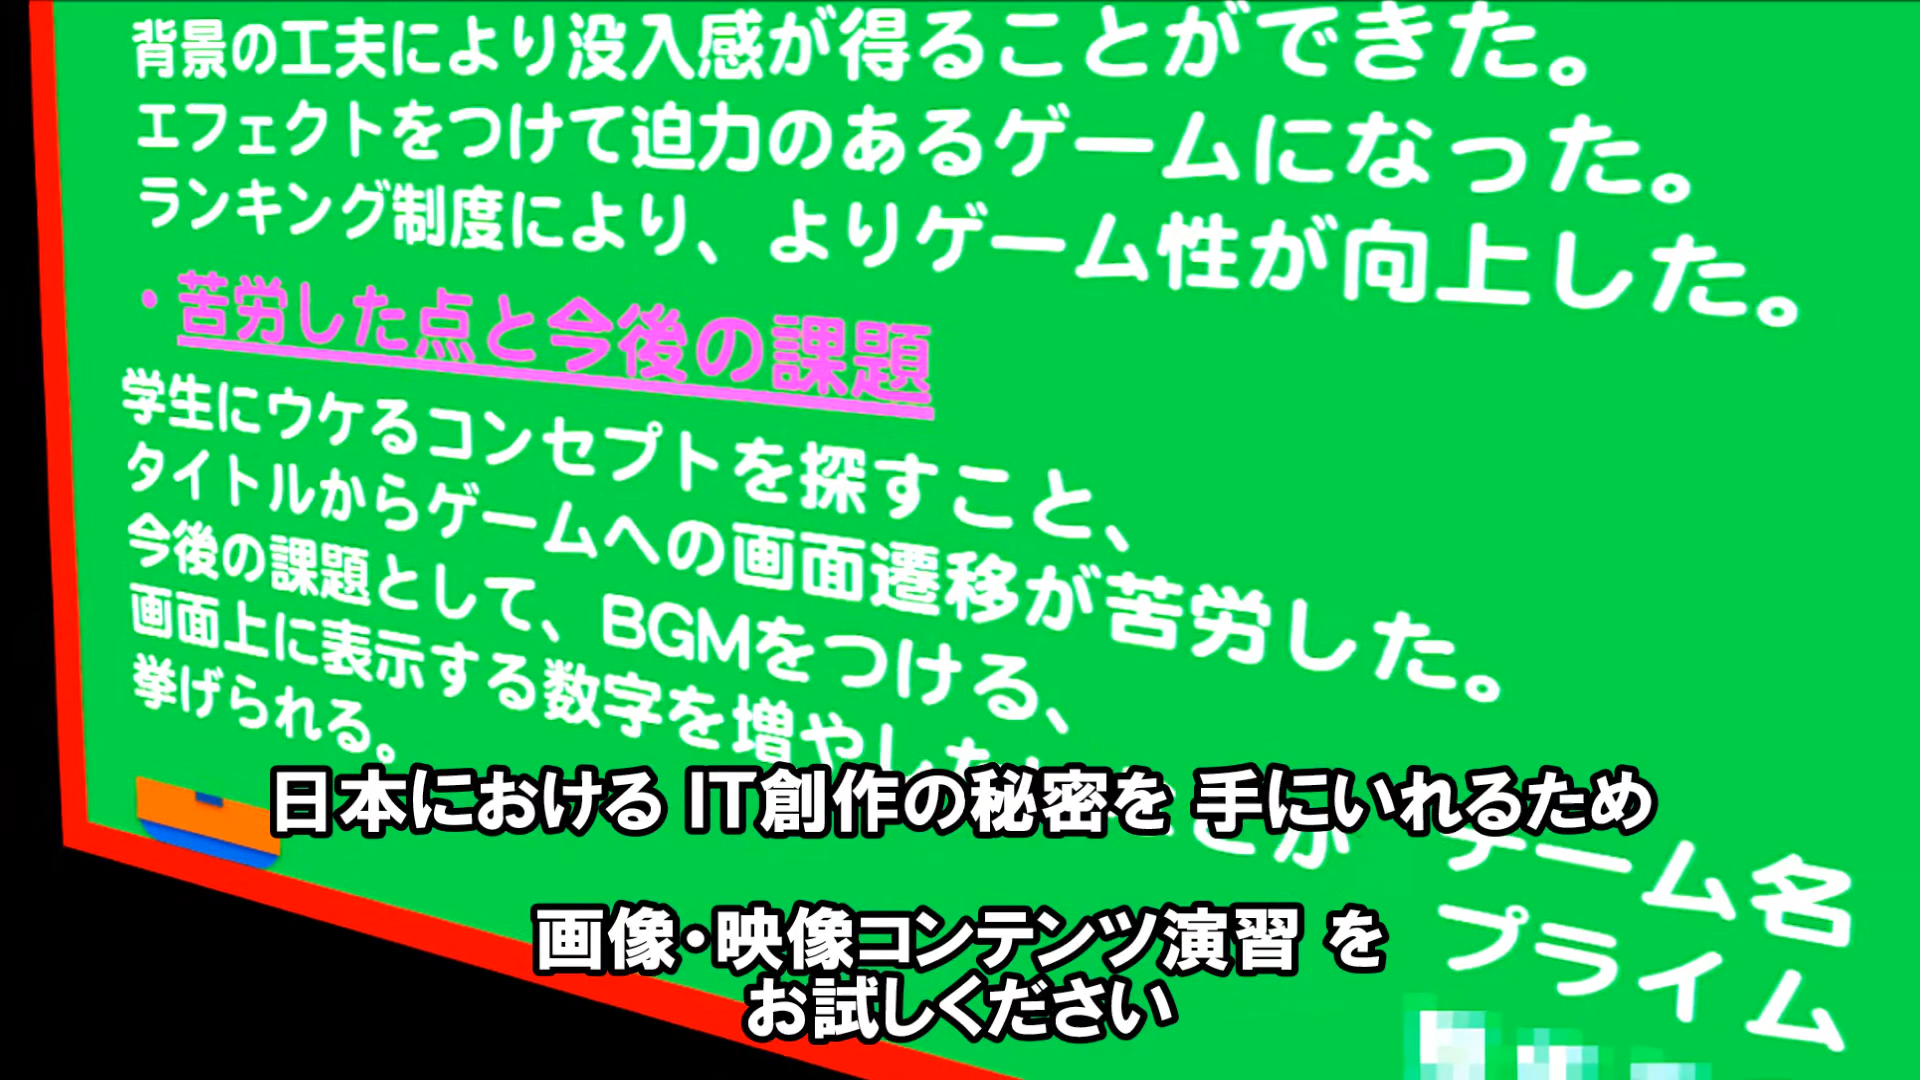 背景の工夫により没入感が得ることができた。
エフェクトをつけて迫力のあるゲームになった。
ランキング制度により、よりゲーム性が向上した。
・苦労した点と今後の課題
学生にウケるコンセプトを探すこと、
タイトルからゲームへの画面遷移が苦労した。
今後の課題として、BGMをつける、
画面上に表示する数字を増やした
挙げられる。
日本における IT創作の秘密を 手にいれるため
チーム名
プライム
画像・映像コンテンツ演習 を
お試しください